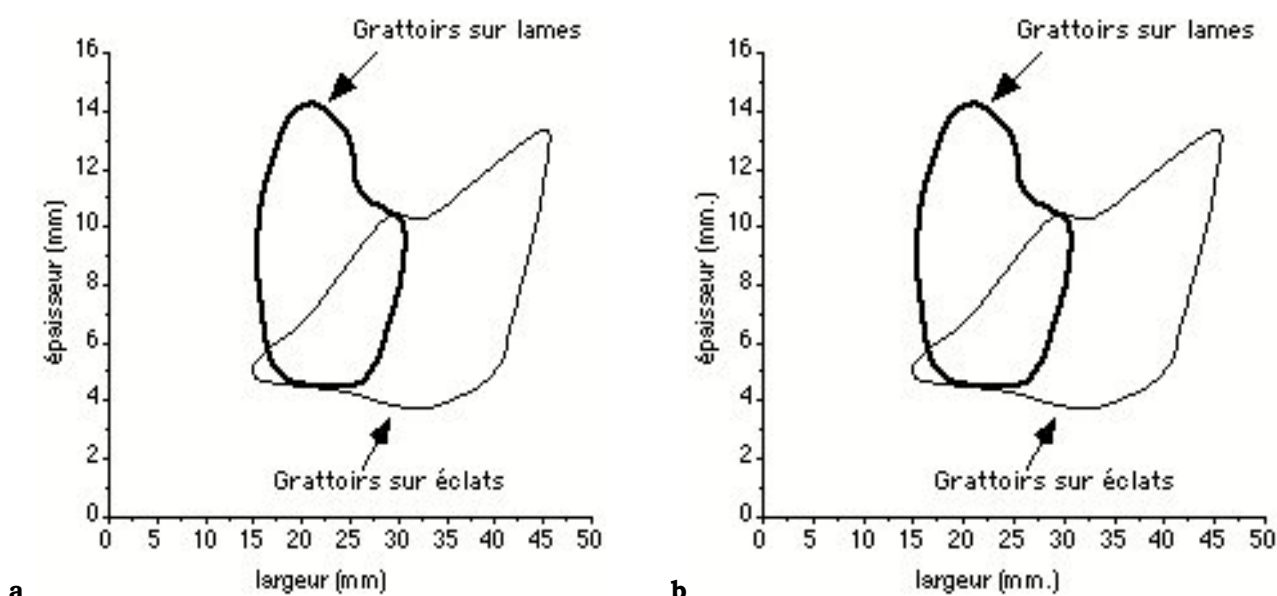 Grattoirs sur lames
16
14
12
10
8
6
4
2
0
épaisseur (mm)
Grattoirs sur éclats
0 5 10 15 20 25 30 35 40 45 50
largeur (mm)
a
Grattoirs sur lames
16
14
12
10
8
6
4
2
0
épaisseur (mm.)
Grattoirs sur éclats
0 5 10 15 20 25 30 35 40 45 50
largeur (mm.)
b